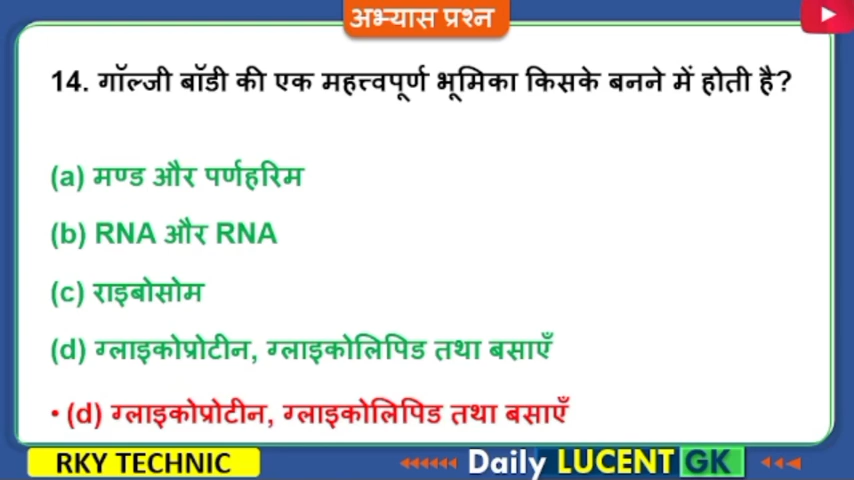 अभ्यास प्रश्न
14. गॉल्जी बॉडी की एक महत्त्वपूर्ण भूमिका किसके बनने में होती है?
(a) मण्ड और पर्णहरिम
(b) RNA और RNA
(c) राइबोसोम
(d) ग्लाइकोप्रोटीन, ग्लाइकोलिपिड तथा बसाएँ
• (d) ग्लाइकोप्रोटीन, ग्लाइकोलिपिड तथा बसाएँ
RKY TECHNIC
Daily LUCENT GK